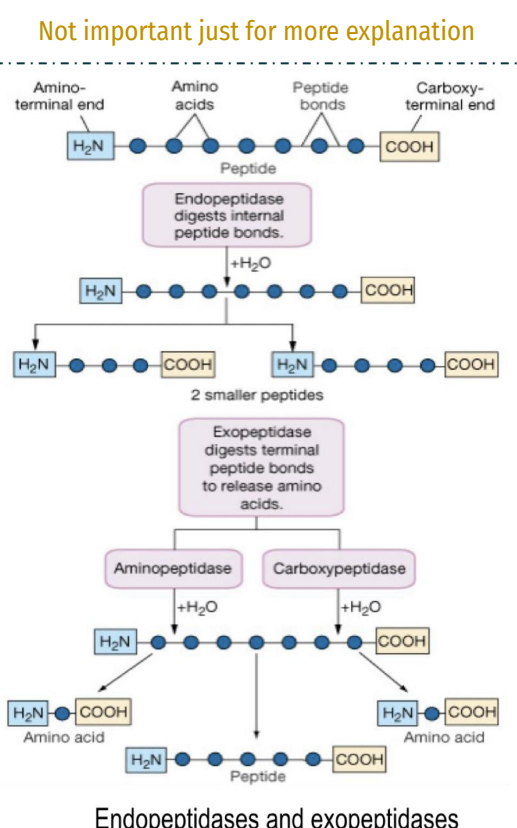 Not important just for more explanation
Amino-
terminal end
Amino
acids
Peptide
bonds
Carboxy-
terminal end
H₂N
COOH
Peptide
Endopeptidase
digests internal
peptide bonds.
+H₂O
H₂N
COOH
H₂N
COOH
H₂N
COOH
2 smaller peptides
Exopeptidase
digests terminal
peptide bonds
to release amino
acids.
Aminopeptidase
Carboxypeptidase
+H₂O
+H₂O
H₂N
COOH
H₂N
COOH
Amino acid
H₂N
COOH
Amino acid
H₂N
COOH
Peptide
Endopeptidases and exopeptidases